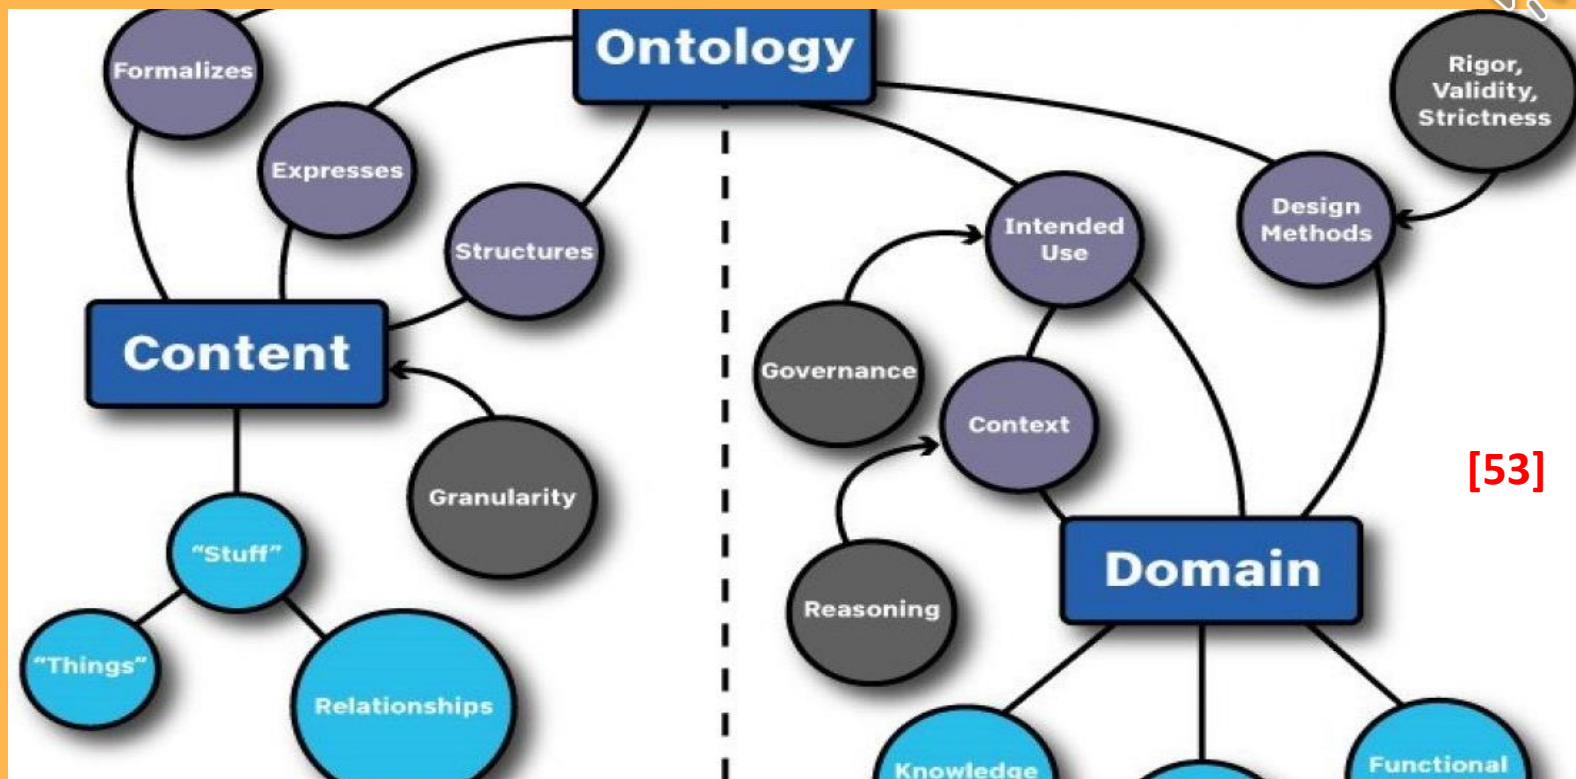 Ontology
Formalizes
Rigor,
Validity,
Strictness
Expresses
Structures
Intended
Use
Design
Methods
Content
Governance
Context
[53]
Granularity
"Stuff"
Domain
Reasoning
"Things"
Relationships
Knowledge
Functional